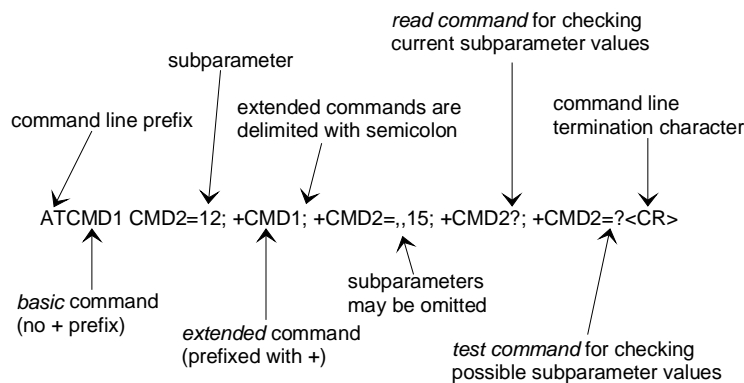 read command for checking
current subparameter values
subparameter
extended commands are
delimited with semicolon
command line
termination character
command line prefix
ATCMD1 CMD2=12; +CMD1; +CMD2=,,15; +CMD2?; +CMD2=?<CR>
basic command
(no + prefix)
extended command
(prefixed with +)
subparameters
may be omitted
test command for checking
possible subparameter values